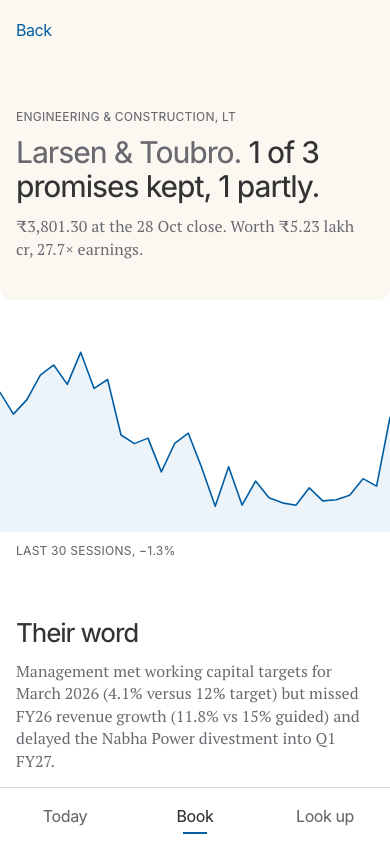 Back
ENGINEERING & CONSTRUCTION, LT
Larsen & Toubro. 1 of 3
promises kept, 1 partly.
₹3,801.30 at the 28 Oct close. Worth ₹5.23 lakh
cr, 27.7× earnings.
LAST 30 SESSIONS, −1.3%
Their word
Management met working capital targets for
March 2026 (4.1% versus 12% target) but missed
FY26 revenue growth (11.8% vs 15% guided) and
delayed the Nabha Power divestment into Q1
FY27.
Today
Book
Look up